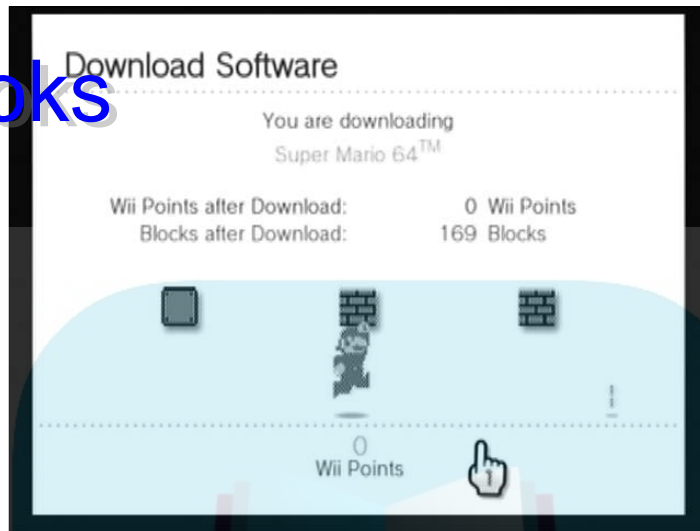 Download Software
oks
You are downloading
Super Mario 64™
Wii Points after Download: 0 Wii Points
Blocks after Download: 169 Blocks
0
Wii Points
1